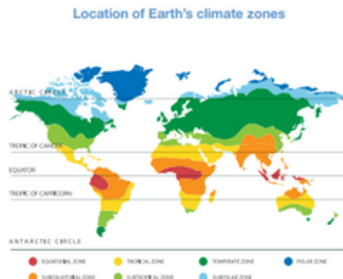 Location of Earth's climate zones
ARCTIC CIRCLE
TROPIC OF CANCER
EQUATOR
TROPIC OF CAPRICORN
ANTARCTIC CIRCLE
EQUATORIAL ZONE TROPICAL ZONE TEMPERATE ZONE POLAR ZONE
SUBEQUATORIAL ZONE SUBTROPICAL ZONE SUBPOLAR ZONE